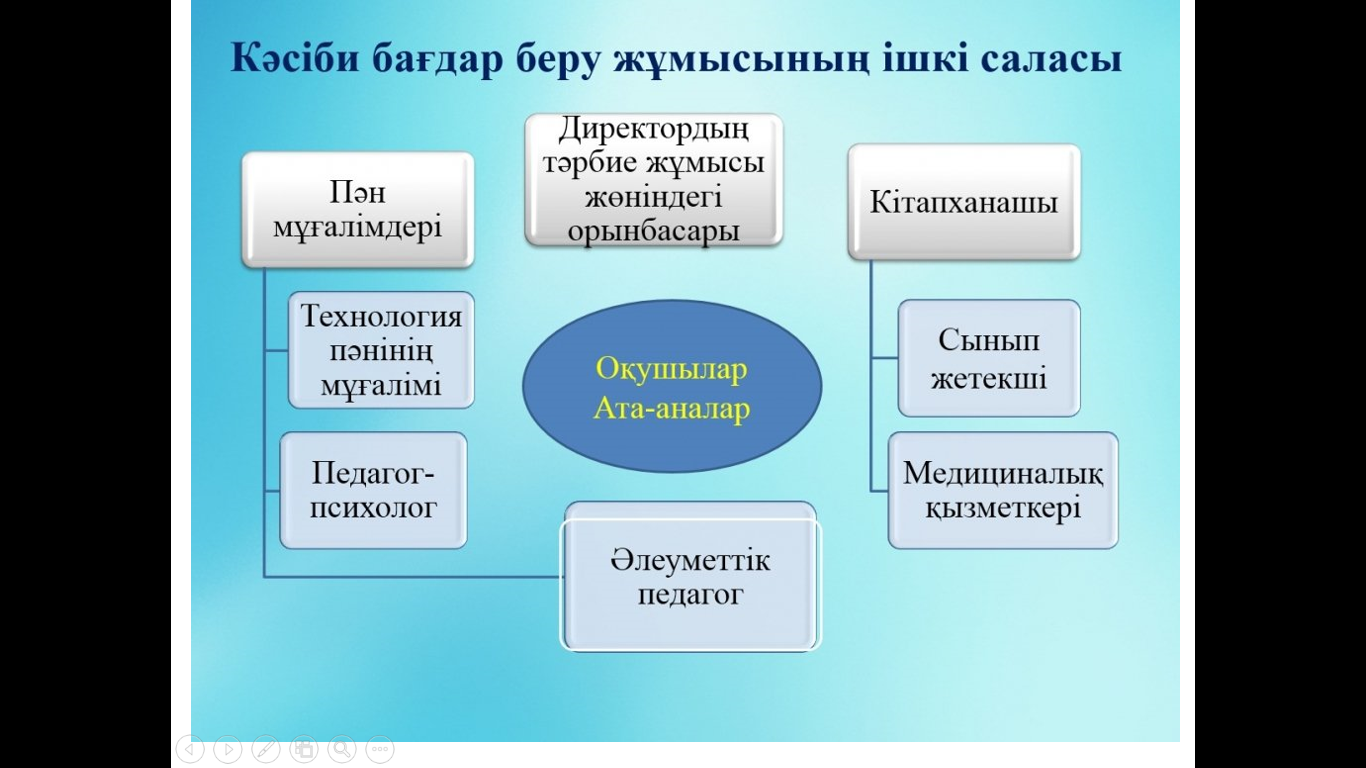 Кәсіби бағдар беру жұмысының ішкі саласы
Директордың
тәрбие жұмысы
жөніндегі
орынбасары
Пән
мұғалімдері
Кітапханашы
Технология
пәнінің
мұғалімі
Оқушылар
Ата-аналар
Сынып
жетекші
Педагог-
психолог
Медициналық
қызметкері
Әлеуметтік
педагог